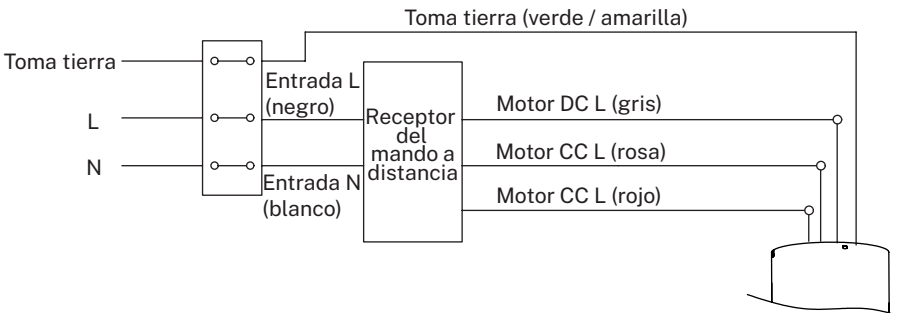 Toma tierra (verde / amarilla)
Toma tierra
Entrada L
(negro)
L
Receptor
del
mando a
distancia
Motor DC L (gris)
Motor CC L (rosa)
N
Entrada N
(blanco)
Motor CC L (rojo)